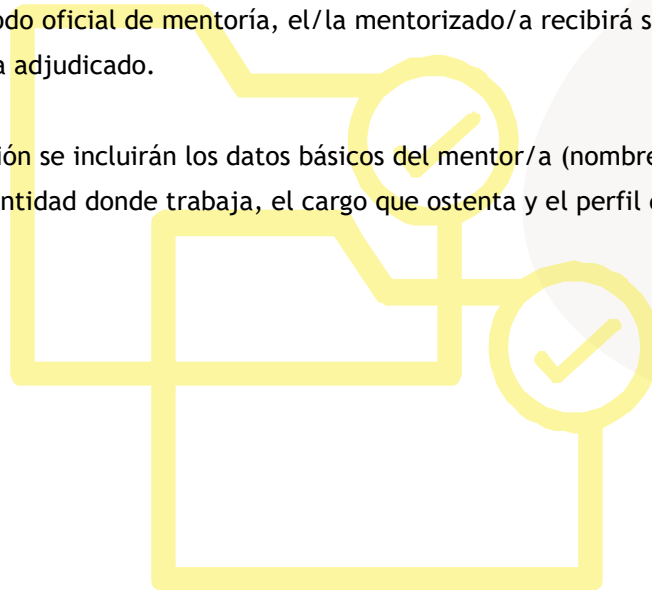 odo oficial de mentoría, el/la mentorizado/a recibirá s
a adjudicado.
ión se incluirán los datos básicos del mentor/a (nombre
ntidad donde trabaja, el cargo que ostenta y el perfil